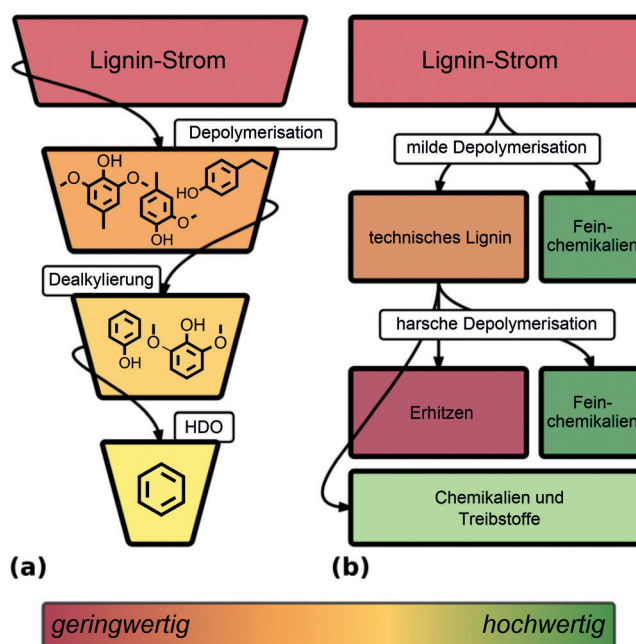 Lignin-Strom
Depolymerisation
OH
O
O
HO
O
OH
Dealkylierung
OH
O
OH
O
HDO
(a)
Lignin-Strom
milde Depolymerisation
technisches Lignin
Fein-
chemikalien
harsche Depolymerisation
Erhitzen
Fein-
chemikalien
Chemikalien und
Treibstoffe
(b)
geringwertig
hochwertig